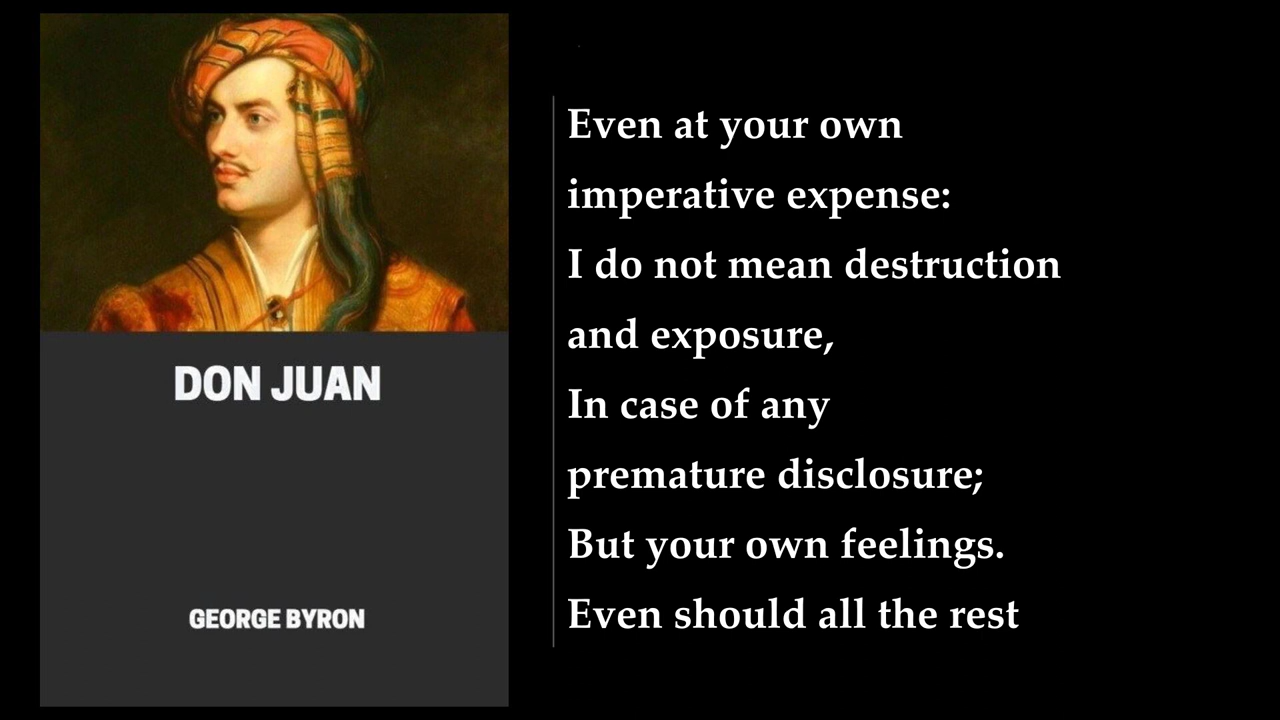 DON JUAN
GEORGE BYRON
Even at your own
imperative expense:
I do not mean destruction
and exposure,
In case of any
premature disclosure;
But your own feelings.
Even should all the rest